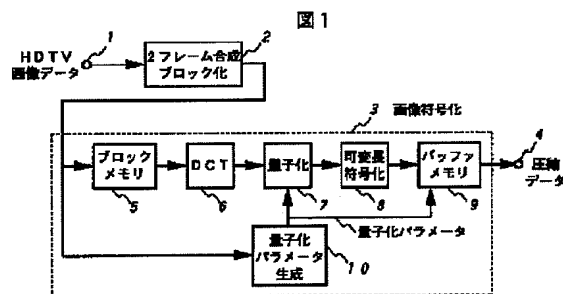 図1
HDTV
画像データ
1
2フレーム合成
ブロック化
2
3 画像符号化
4
圧縮
データ
ブロック
メモリ
5
DCT
6
量子化
7
可変長
符号化
8
バッファ
メモリ
9
量子化パラメータ
量子化
パラメータ
生成
10